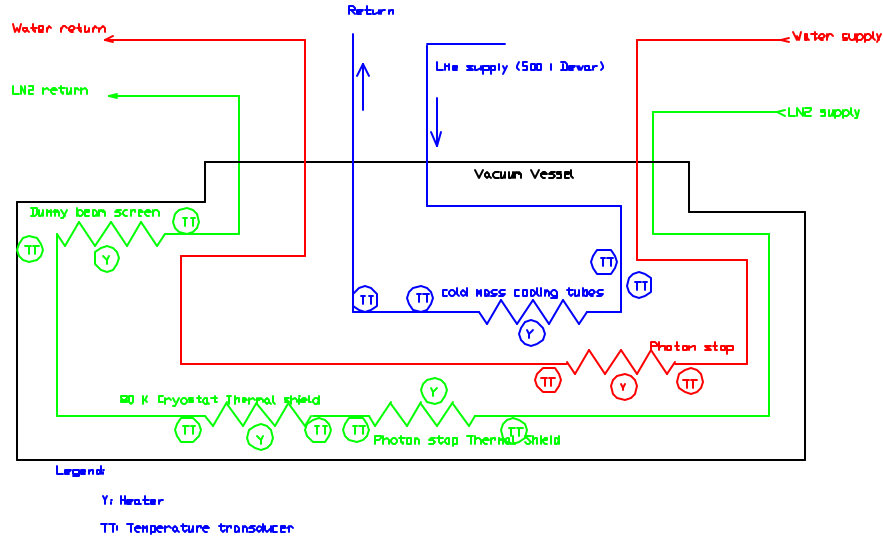 Return
Water return
Water supply
LHe supply (500 l Dewar)
LN2 return
LN2 supply
Vacuum Vessel
Dummy beam screen
TT
TT
Y
TT
TT
cold mass cooling tubes
TT
TT
Y
Photon stop
TT
Y
TT
80 K Cryostat Thermal shield
Y
TT
Y
TT
TT
TT
Photon stop Thermal Shield
Legend:
Y: Heater
TT: Temperature transducer